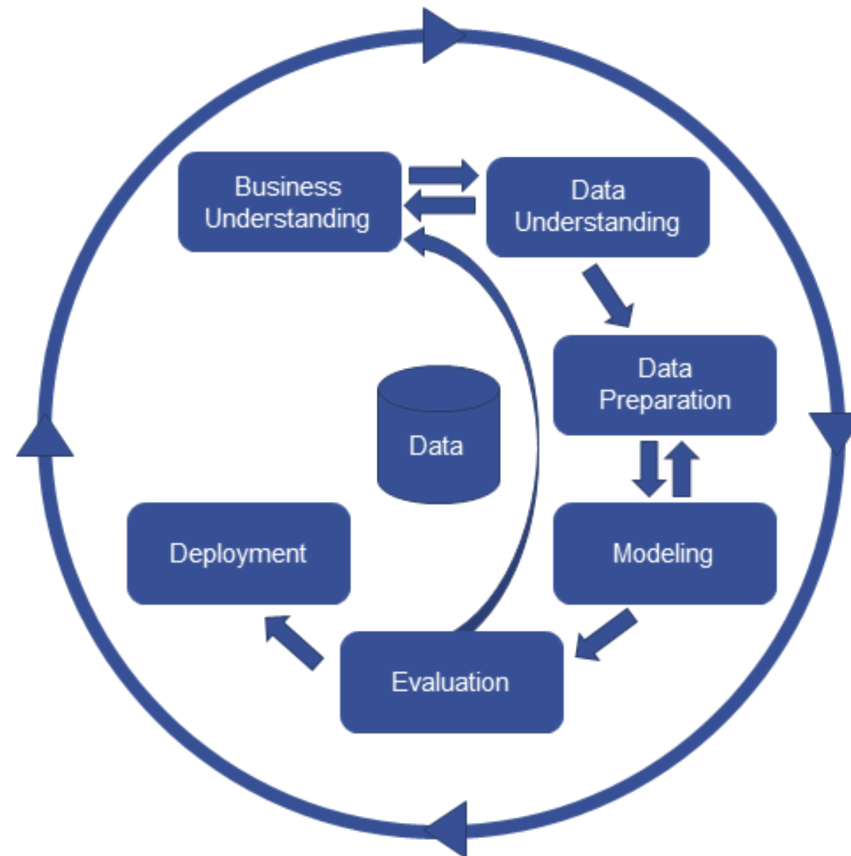 Business
Understanding
Data
Understanding
Data
Preparation
Data
Modeling
Deployment
Evaluation